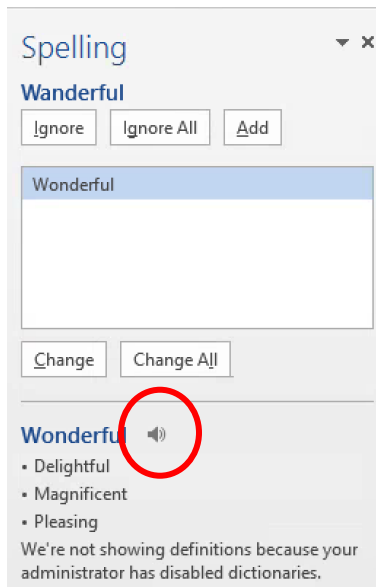 Spelling
Wanderful
Ignore Ignore All Add
Wonderful
Change Change All
Wonderful
• Delightful
• Magnificent
• Pleasing
We're not showing definitions because your
administrator has disabled dictionaries.